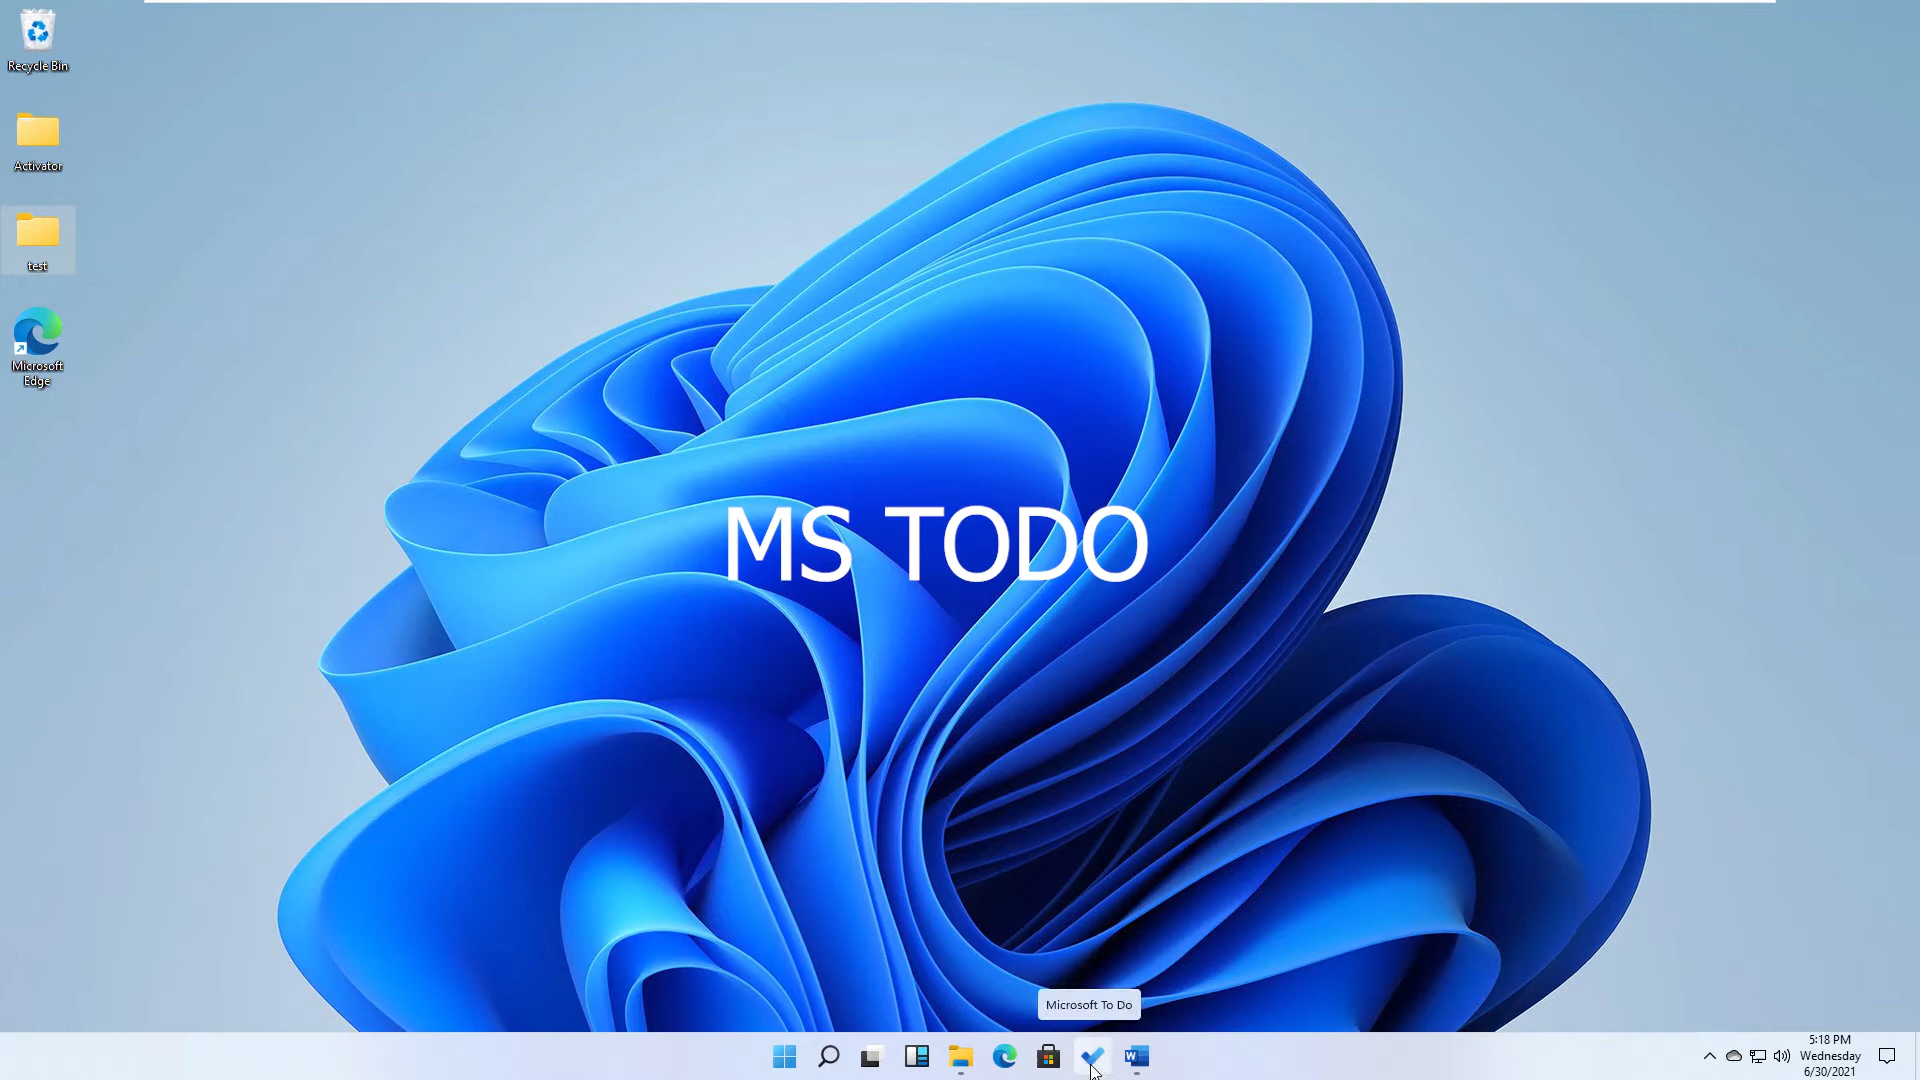 Recycle Bin
Activator
test
Microsoft
Edge
MS TODO
Microsoft To Do
5:18 PM
Wednesday
6/30/2021